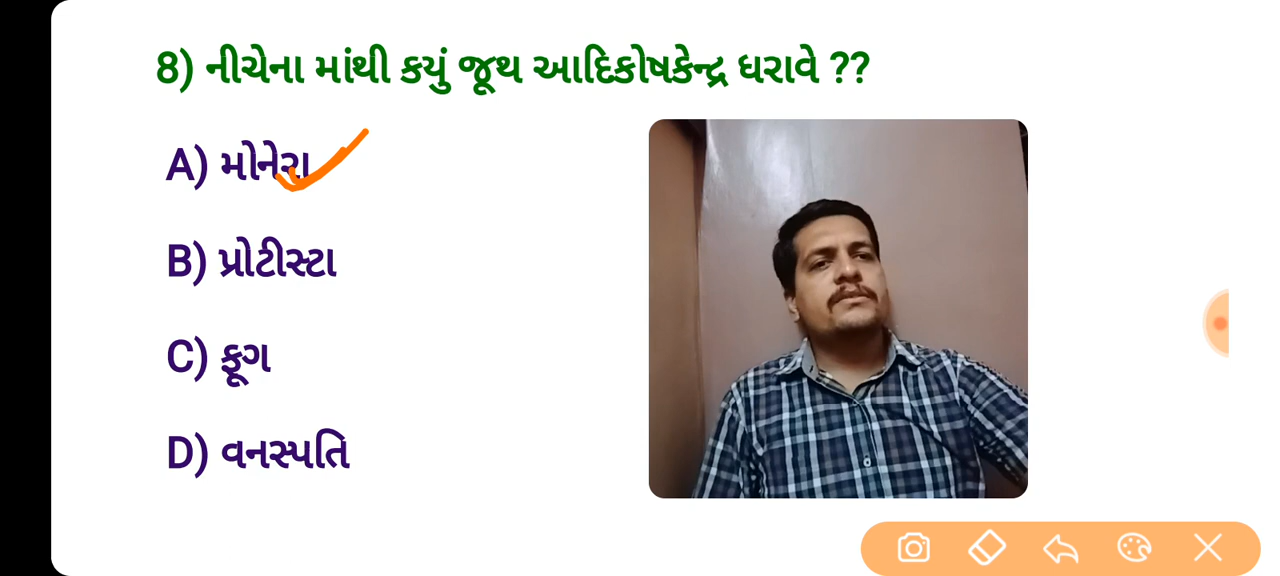 8) નીચેના માંથી કયું જૂથ આદિકોષકેન્દ્ર ધરાવે ??
A) મોનેરા
B) પ્રોટીસ્ટા
C) ફૂગ
D) વનસ્પતિ